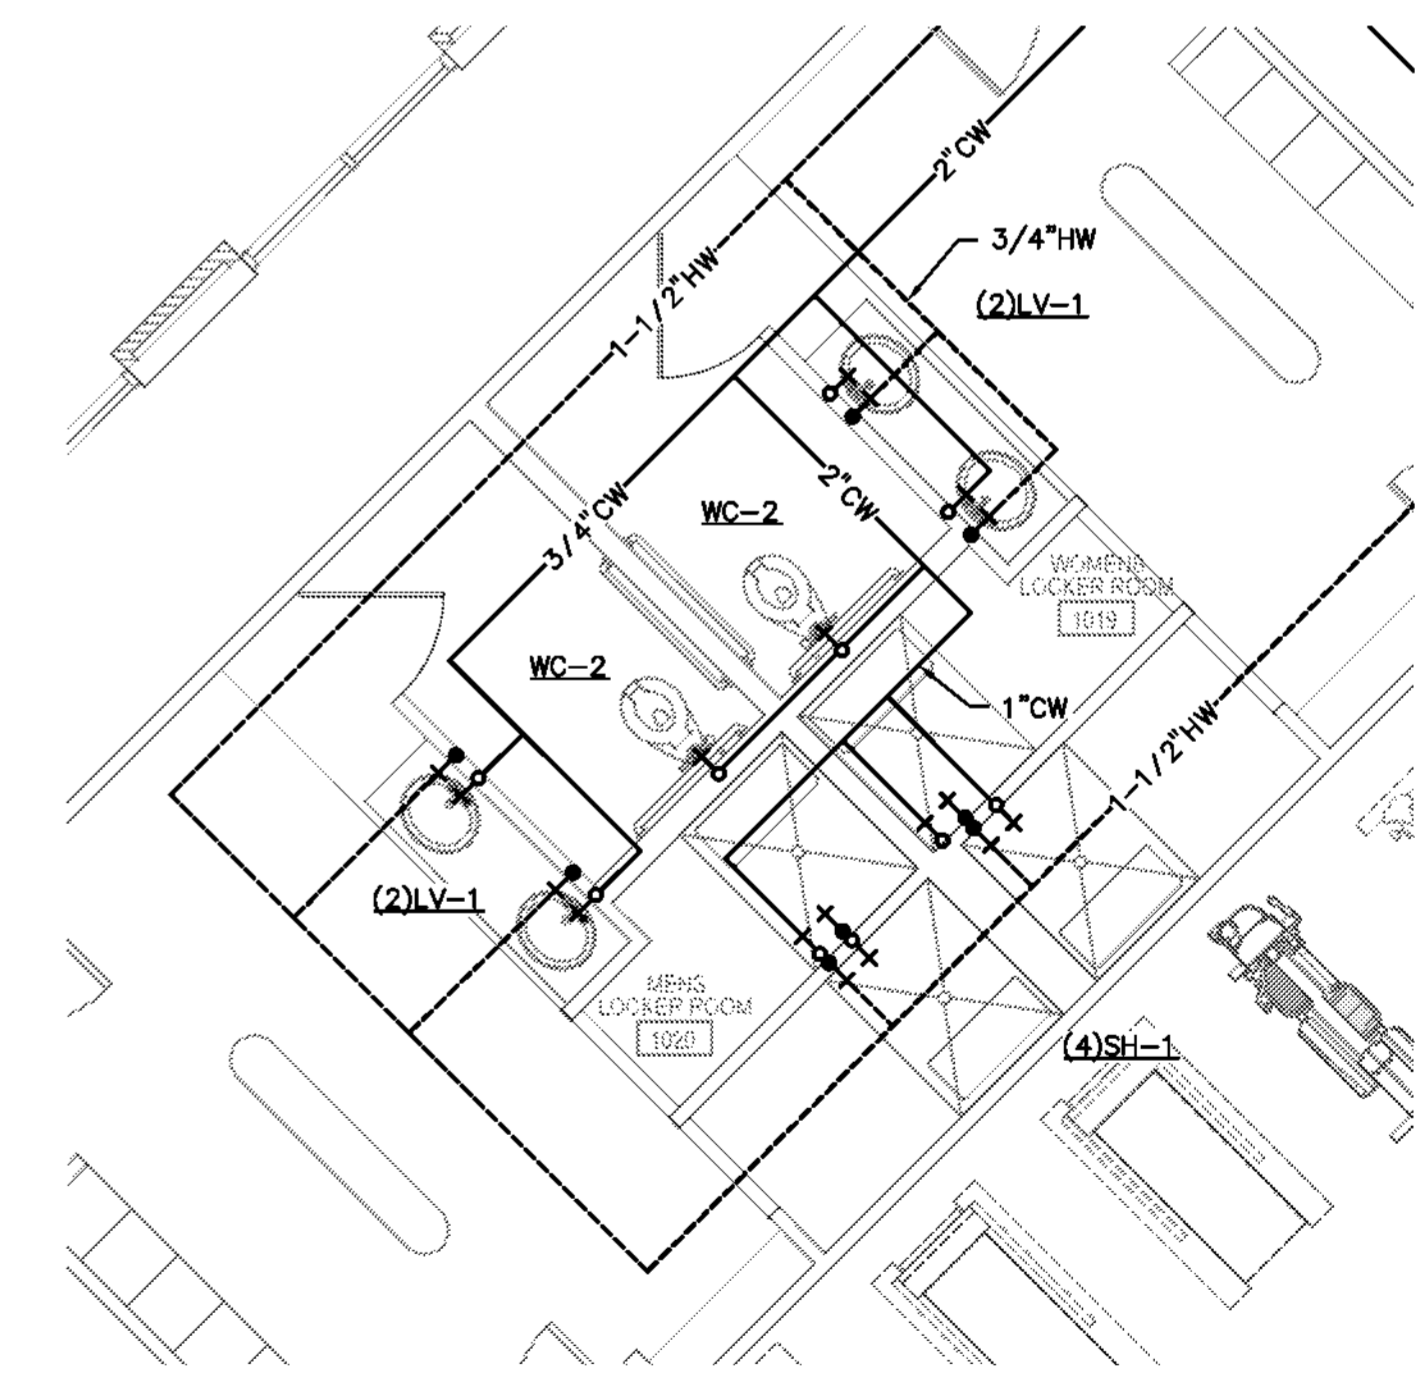 2"CW
3/4"HW
(2)LV-1
1-1/2"HW
2"CW
WC-2
3/4"CW
WOMENS
LOCKER ROOM
1019
WC-2
1"CW
1-1/2"HW
(2)LV-1
MENS
LOCKER ROOM
1020
(4)SH-1